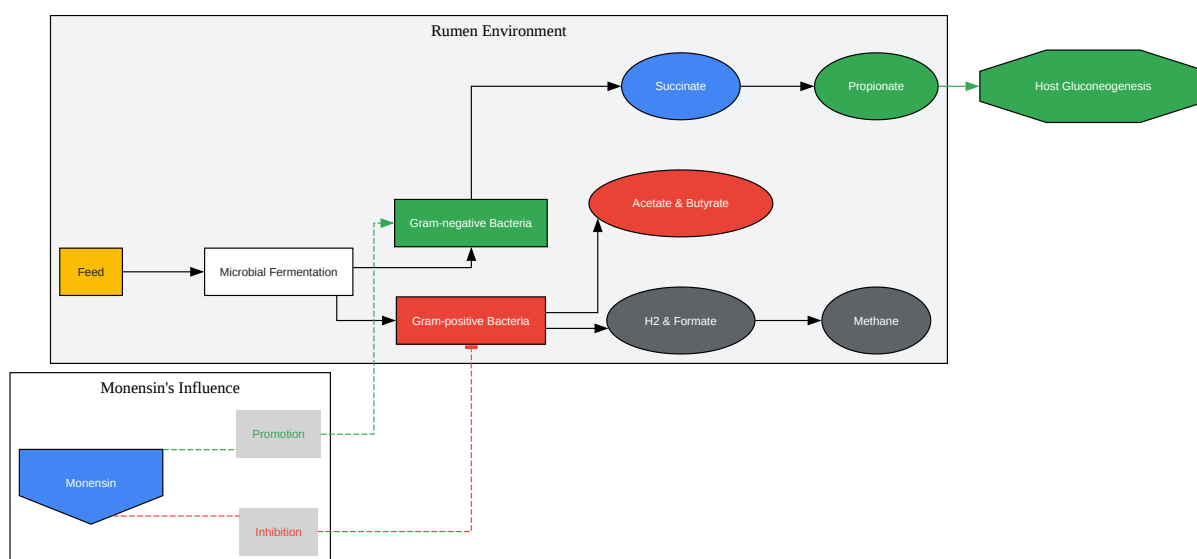 Rumen Environment
Succinate
Propionate
Host Gluconeogenesis
Acetate & Butyrate
Gram-negative Bacteria
Feed
Microbial Fermentation
Gram-positive Bacteria
H2 & Formate
Methane
Monensin's Influence
Promotion
Monensin
Inhibition